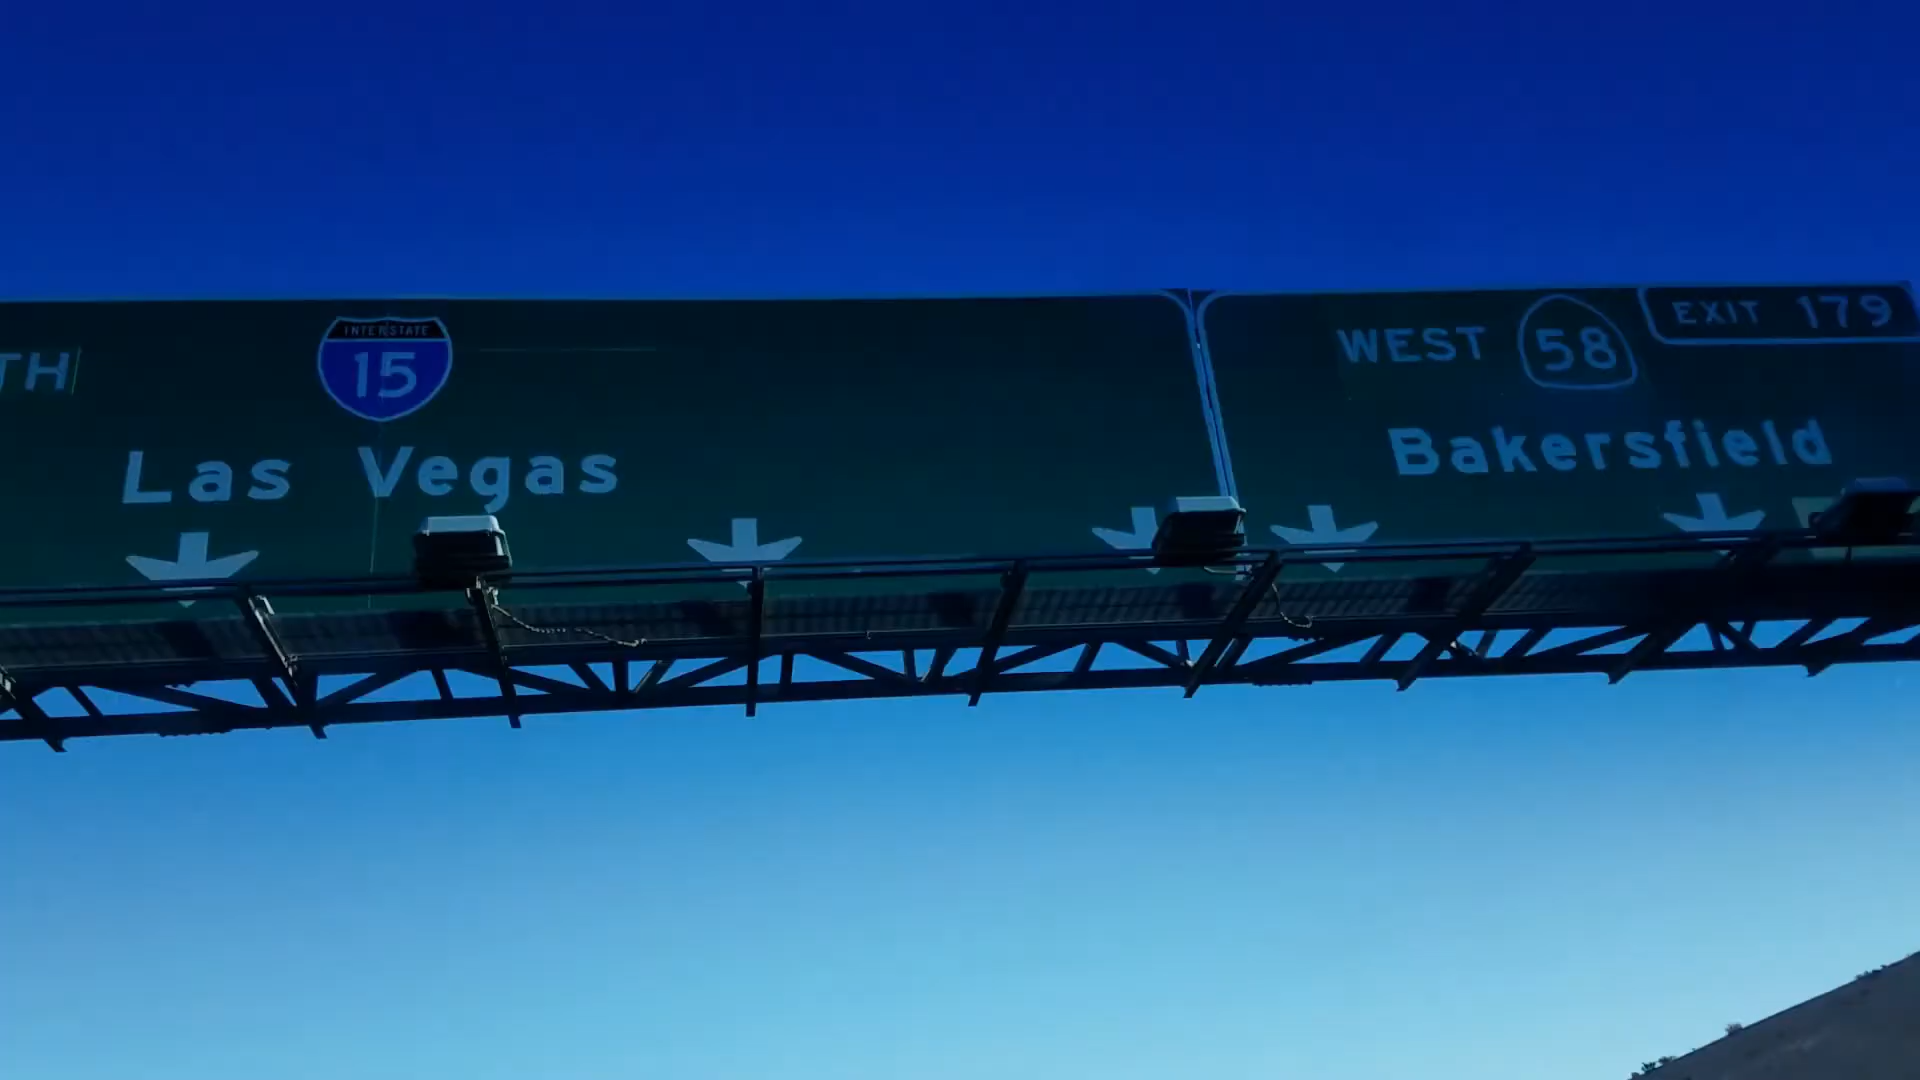 TH
INTERSTATE
15
Las Vegas
EXIT 179
WEST 58
Bakersfield